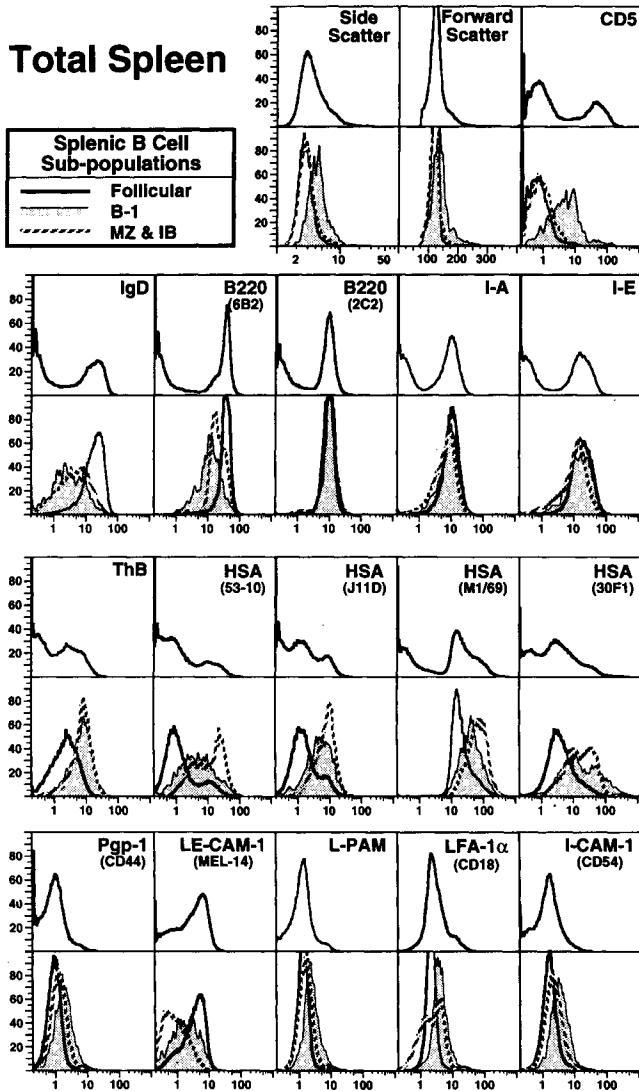 Total Spleen
Side Scatter
Forward Scatter
CD5
Splenic B Cell
Sub-populations
Follicular
B-1
MZ & IB
80
60
40
20
80
60
40
20
2 10 50
100 200 300
1 10 100
IgD
B220
(6B2)
B220
(2C2)
I-A
I-E
80
60
40
20
80
60
40
20
1 10 100
1 10 100
1 10 100
1 10 100
1 10 100
ThB
HSA
(53-10)
HSA
(J11D)
HSA
(M1/69)
HSA
(30F1)
80
60
40
20
80
60
40
20
1 10 100
1 10 100
1 10 100
1 10 100
1 10 100
Pgp-1
(CD44)
LE-CAM-1
(MEL-14)
L-PAM
LFA-1α
(CD18)
I-CAM-1
(CD54)
80
60
40
20
80
60
40
20
1 10 100
1 10 100
1 10 100
1 10 100
1 10 100